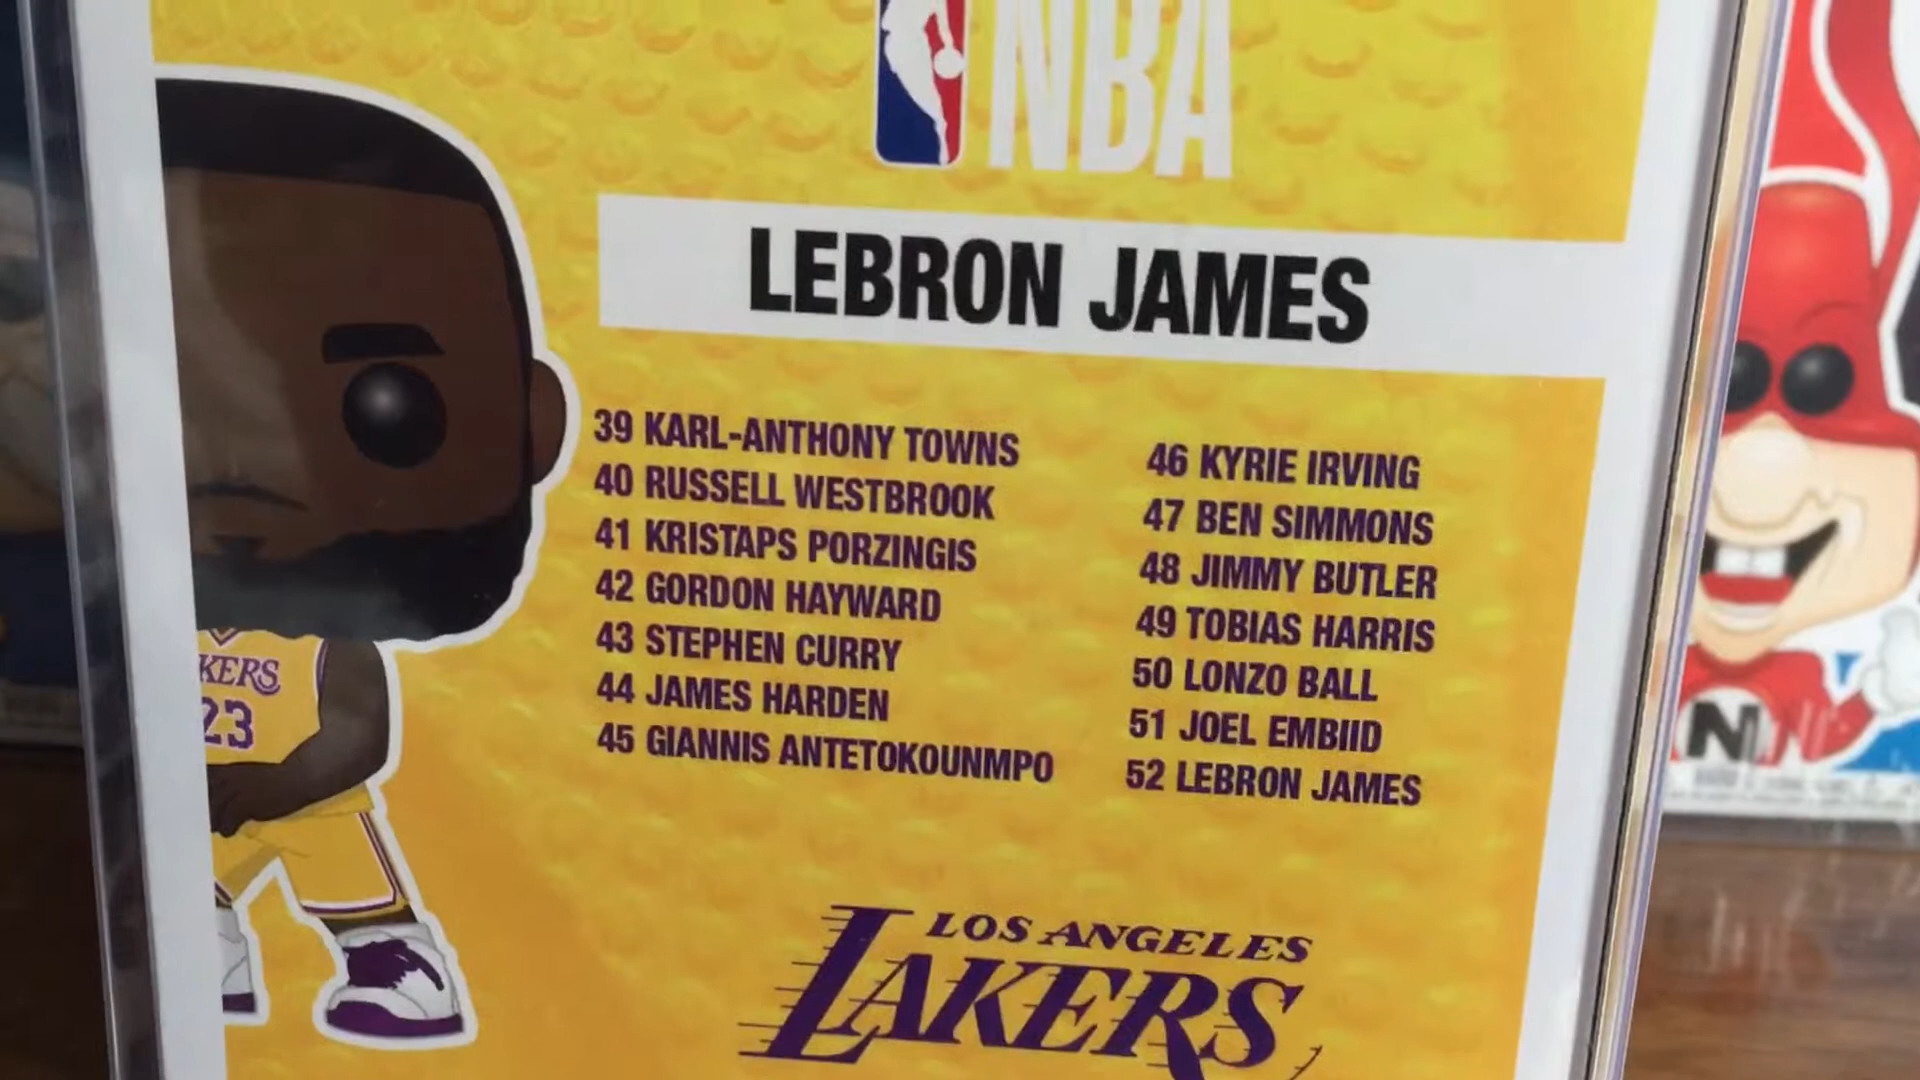 NBA
LEBRON JAMES
39 KARL-ANTHONY TOWNS
40 RUSSELL WESTBROOK
41 KRISTAPS PORZINGIS
42 GORDON HAYWARD
43 STEPHEN CURRY
44 JAMES HARDEN
45 GIANNIS ANTETOKOUNMPO
46 KYRIE IRVING
47 BEN SIMMONS
48 JIMMY BUTLER
49 TOBIAS HARRIS
50 LONZO BALL
51 JOEL EMBIID
52 LEBRON JAMES
KERS
23
LOS ANGELES
LAKERS
N